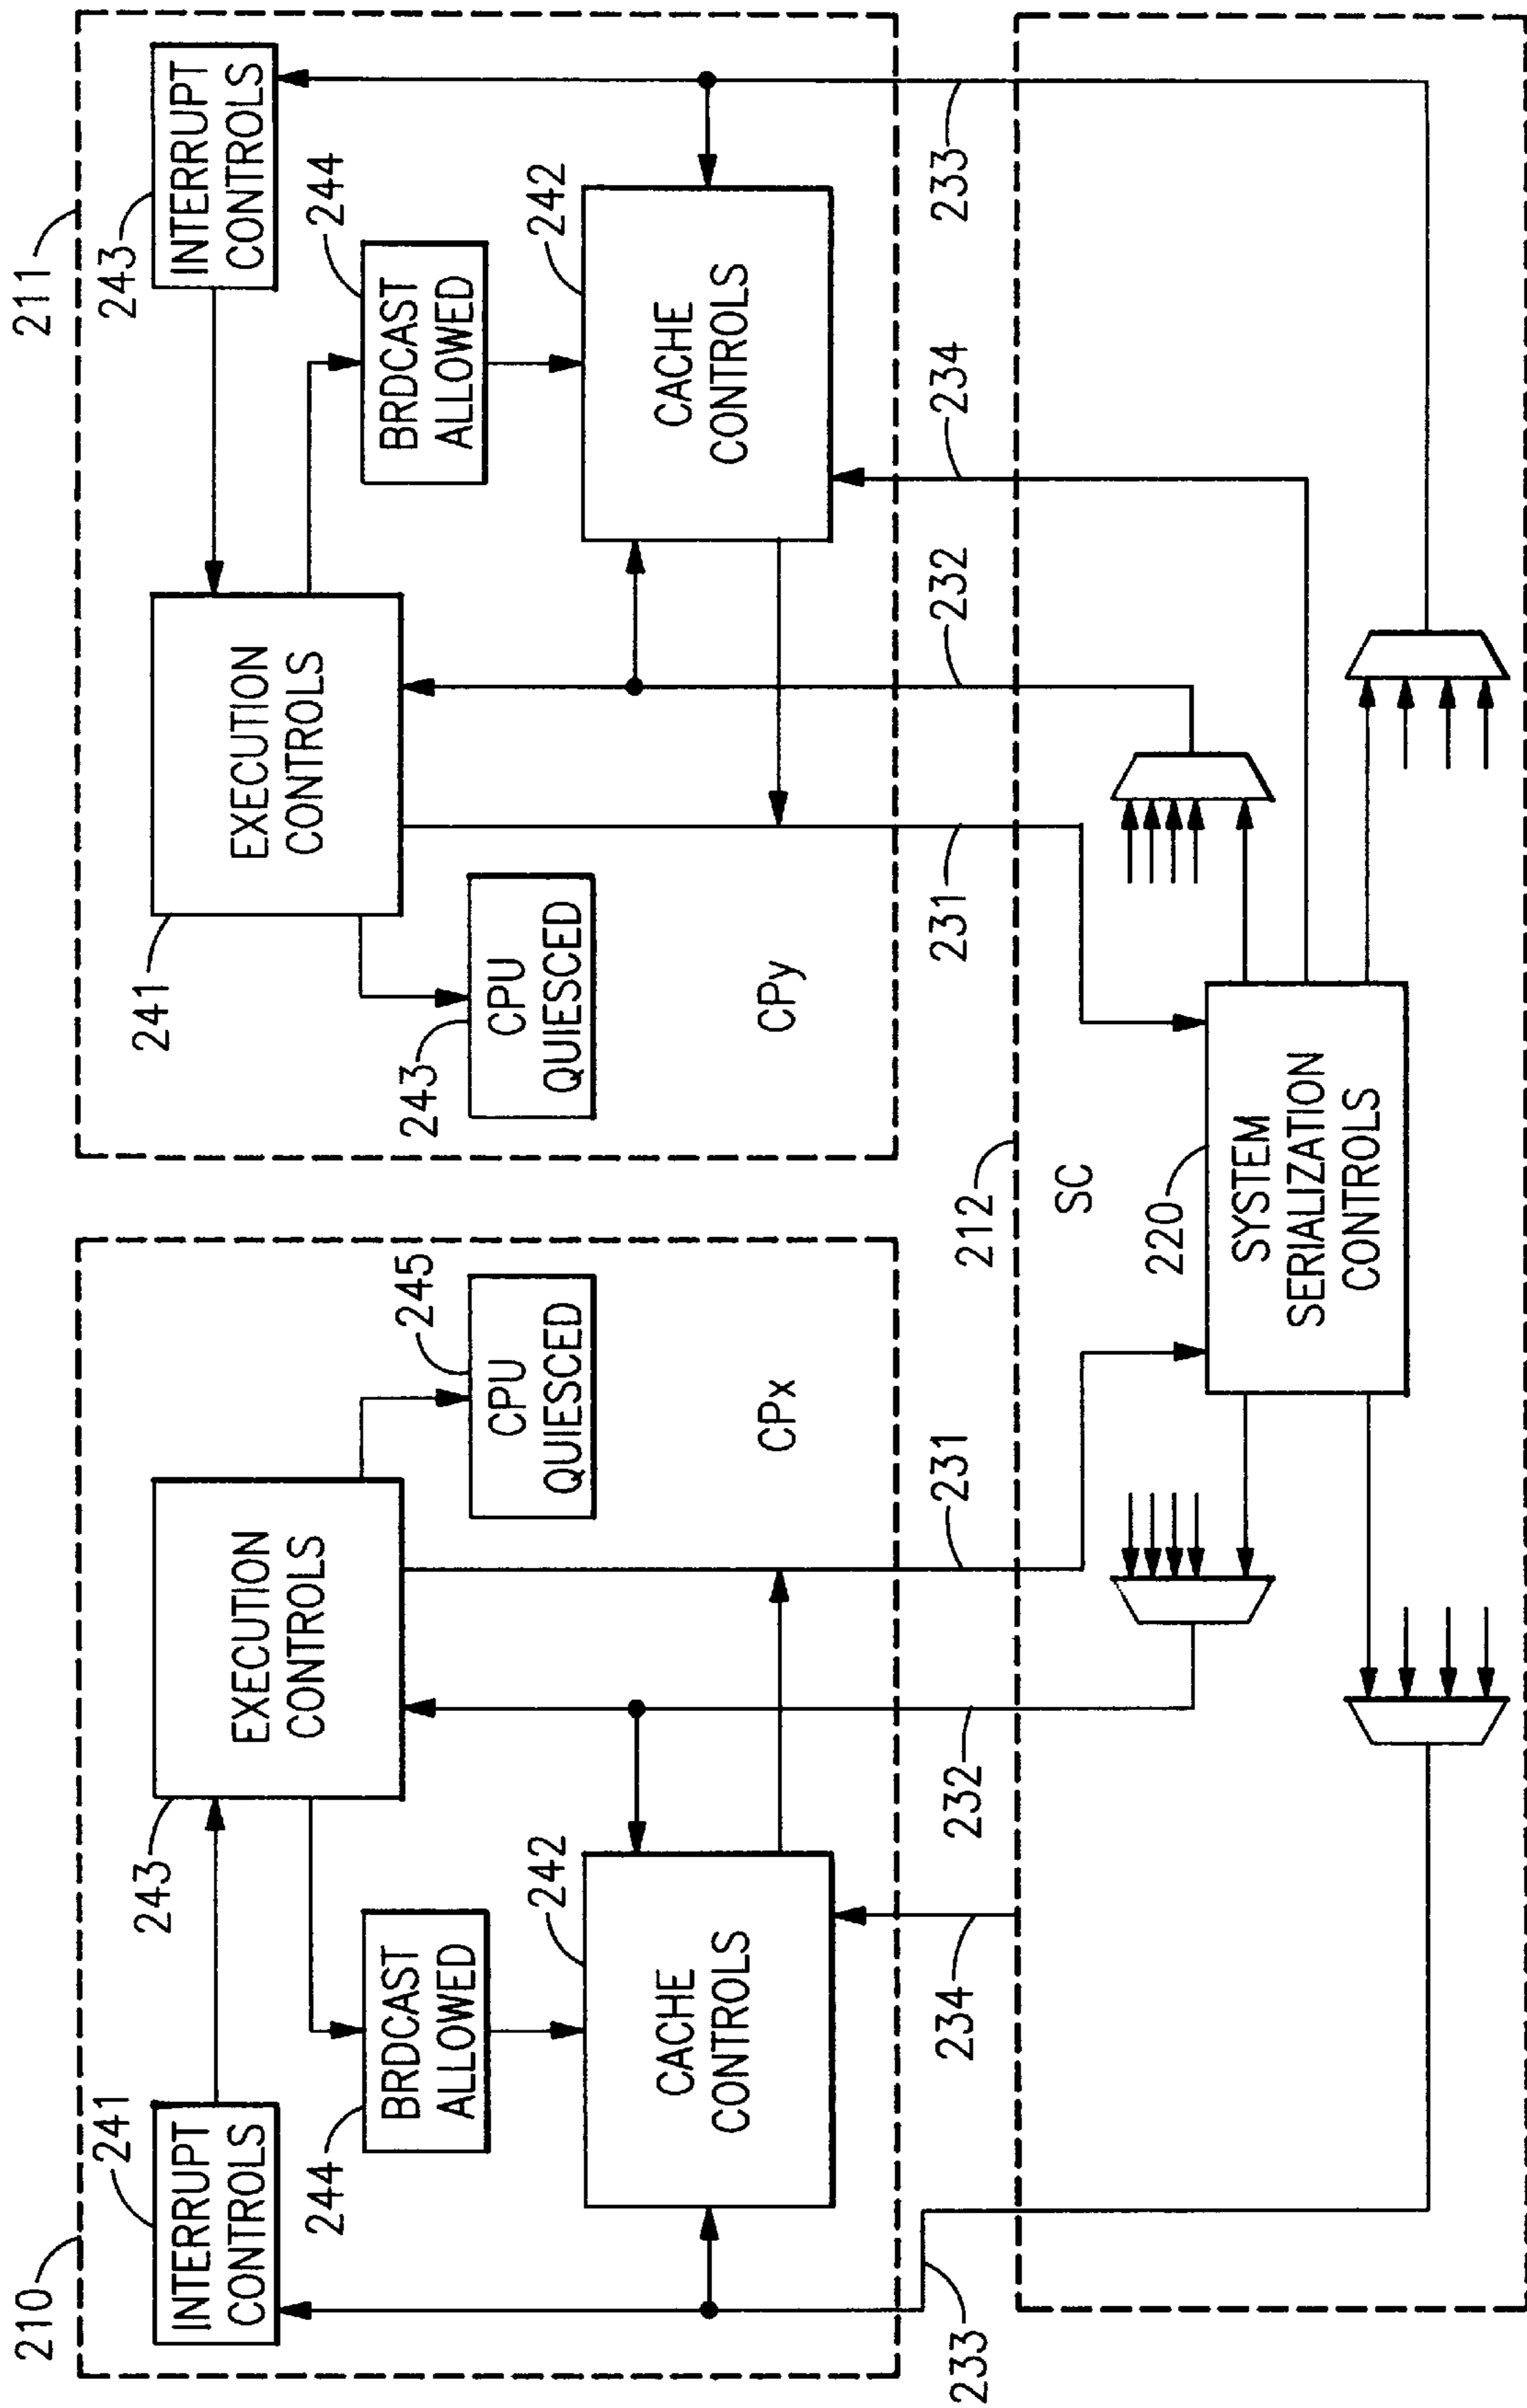 210
INTERRUPT
CONTROLS
241
243
EXECUTION
CONTROLS
244
BRDCAST
ALLOWED
245
CPU
QUIESCED
242
CACHE
CONTROLS
CPx
233
234
232
231
211
241
EXECUTION
CONTROLS
243
INTERRUPT
CONTROLS
243
CPU
QUIESCED
244
BRDCAST
ALLOWED
242
CACHE
CONTROLS
CPy
231
232
234
233
212
SC
220
SYSTEM
SERIALIZATION
CONTROLS